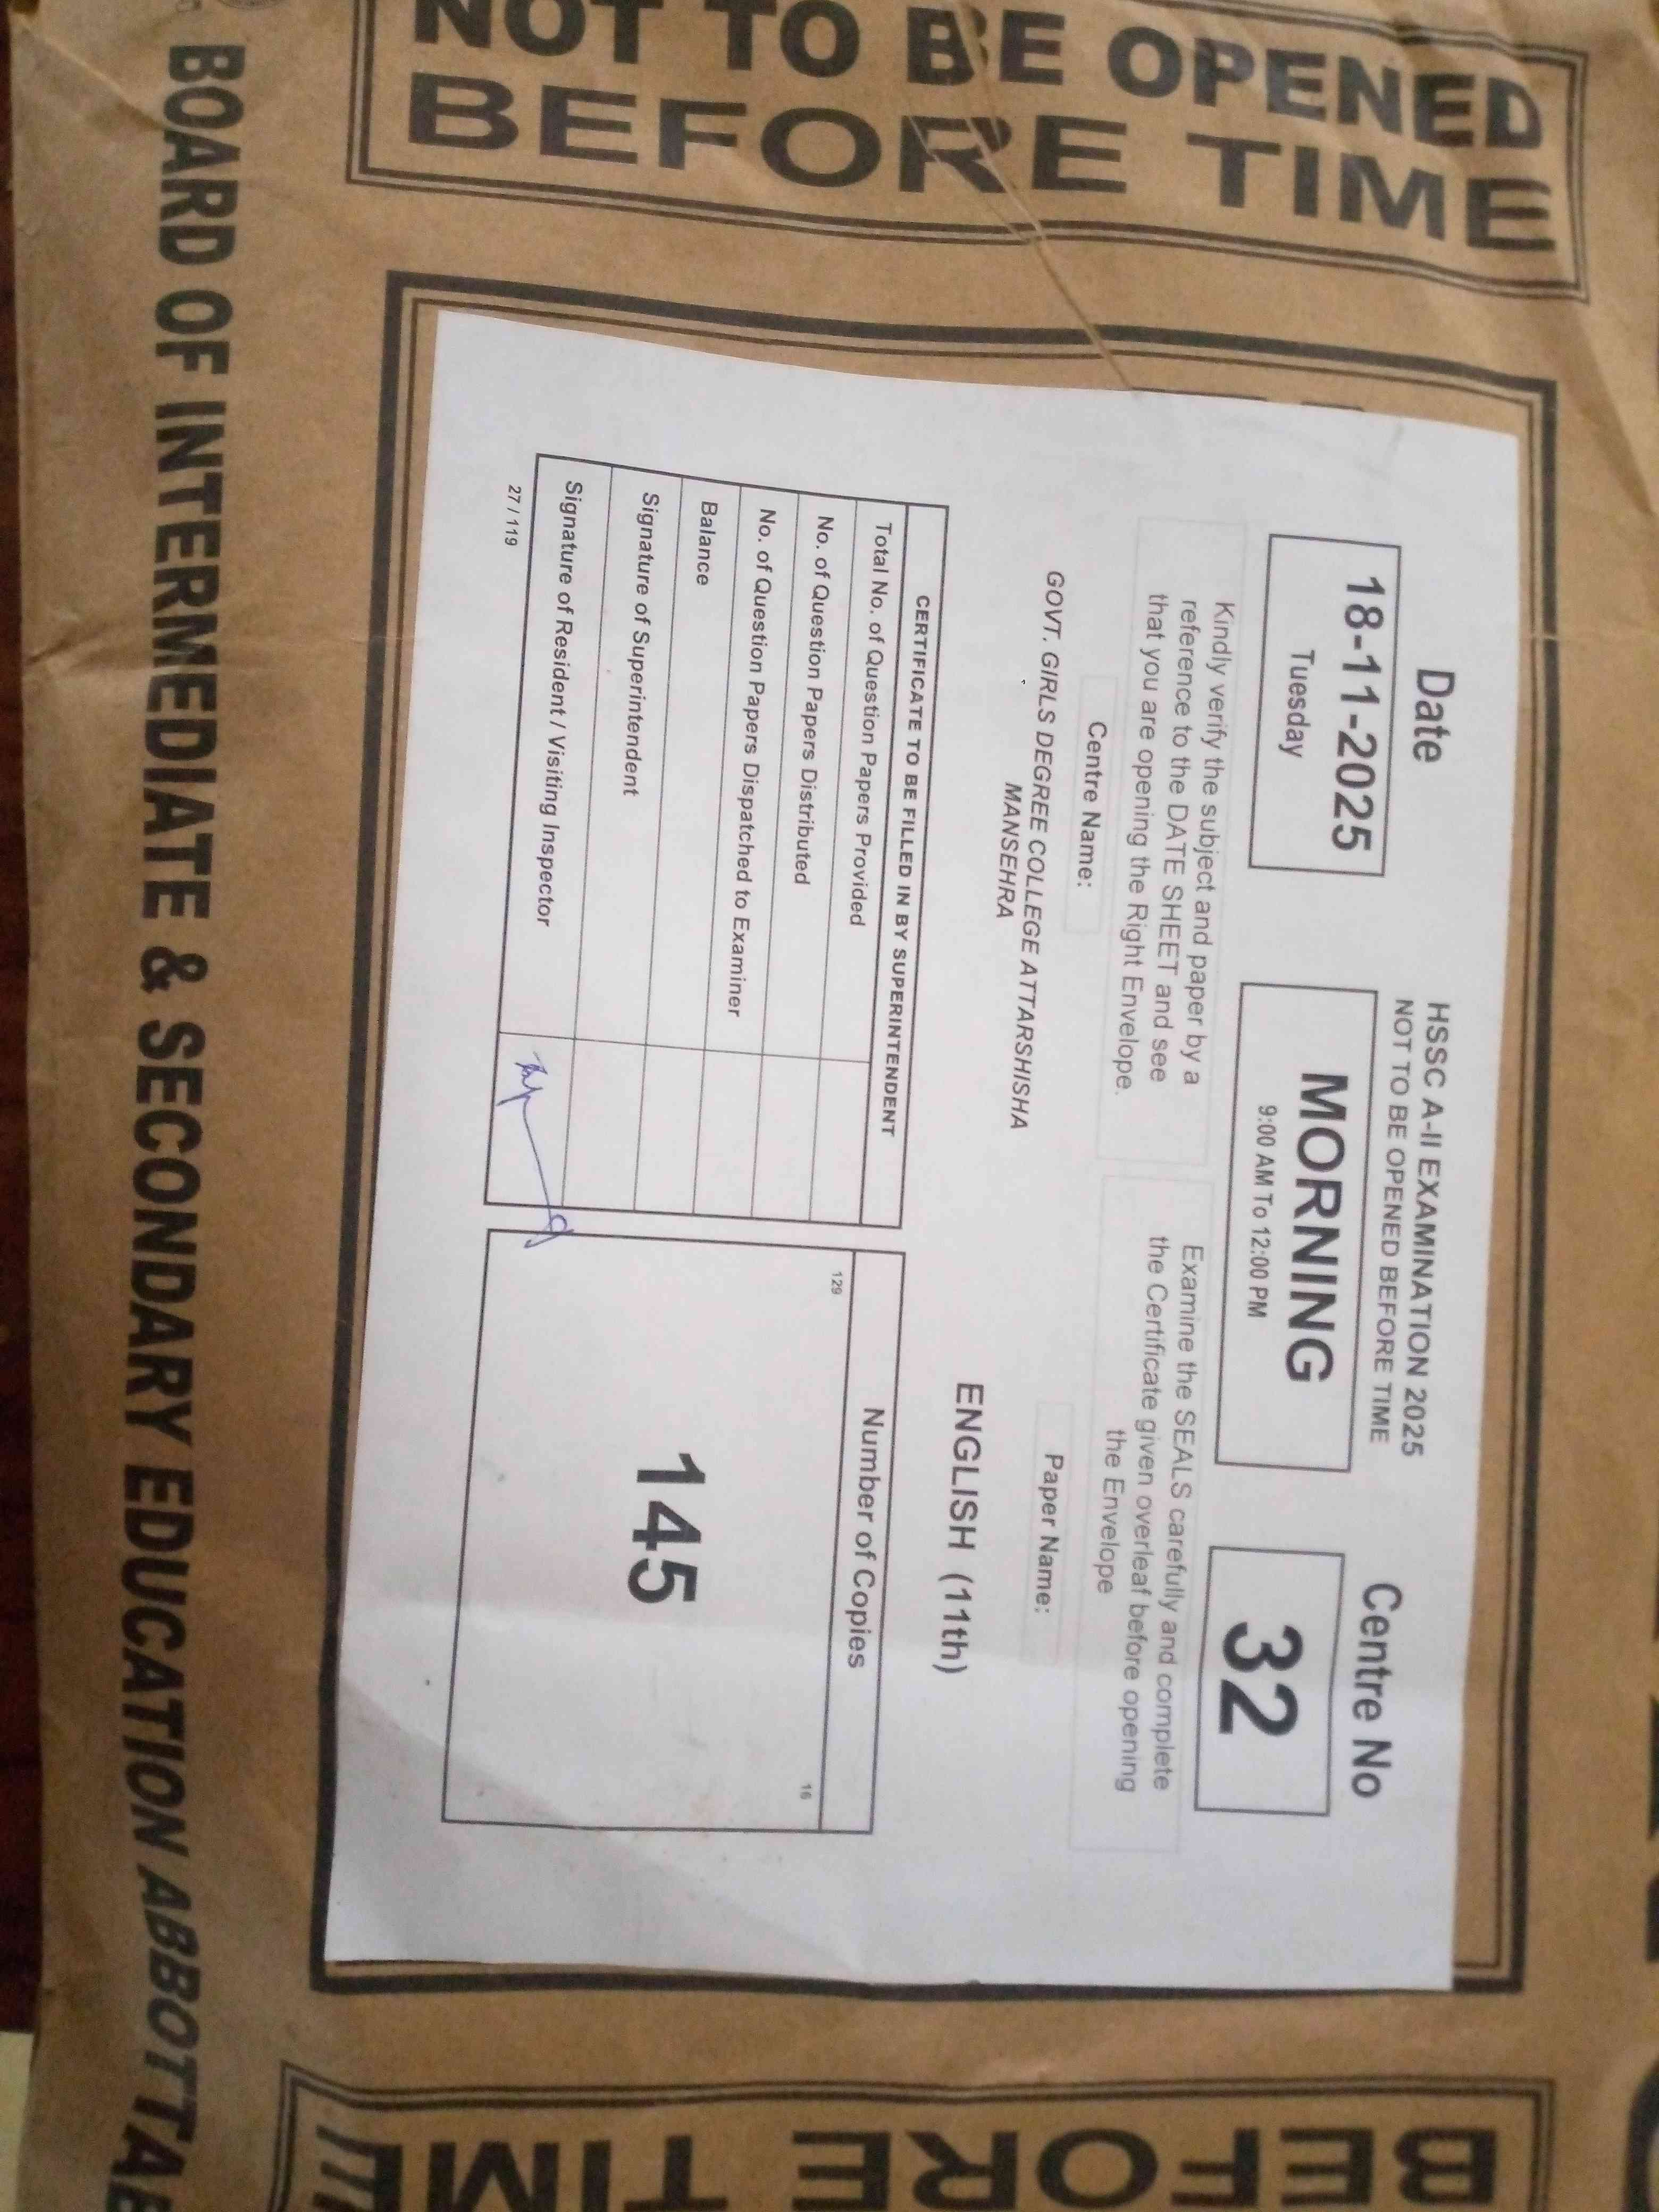 NOT TO BE OPENED
BEFORE TIME
Date
18-11-2025
Tuesday
HSSC A-II EXAMINATION 2025
NOT TO BE OPENED BEFORE TIME
MORNING
9:00 AM To 12:00 PM
Centre No
32
Kindly verify the subject and paper by a
reference to the DATE SHEET and see
that you are opening the Right Envelope.
Examine the SEALS carefully and complete
the Certificate given overleaf before opening
the Envelope
Centre Name:
GOVT. GIRLS DEGREE COLLEGE ATTARSHISHA
MANSEHRA
Paper Name:
ENGLISH (11th)
CERTIFICATE TO BE FILLED IN BY SUPERINTENDENT
Total No. of Question Papers Provided
No. of Question Papers Distributed
No. of Question Papers Dispatched to Examiner
Balance
Signature of Superintendent
Signature of Resident / Visiting Inspector
27 / 119
Number of Copies
129
16
145
BOARD OF INTERMEDIATE & SECONDARY EDUCATION ABBOTTAB
BEFORE
TIME